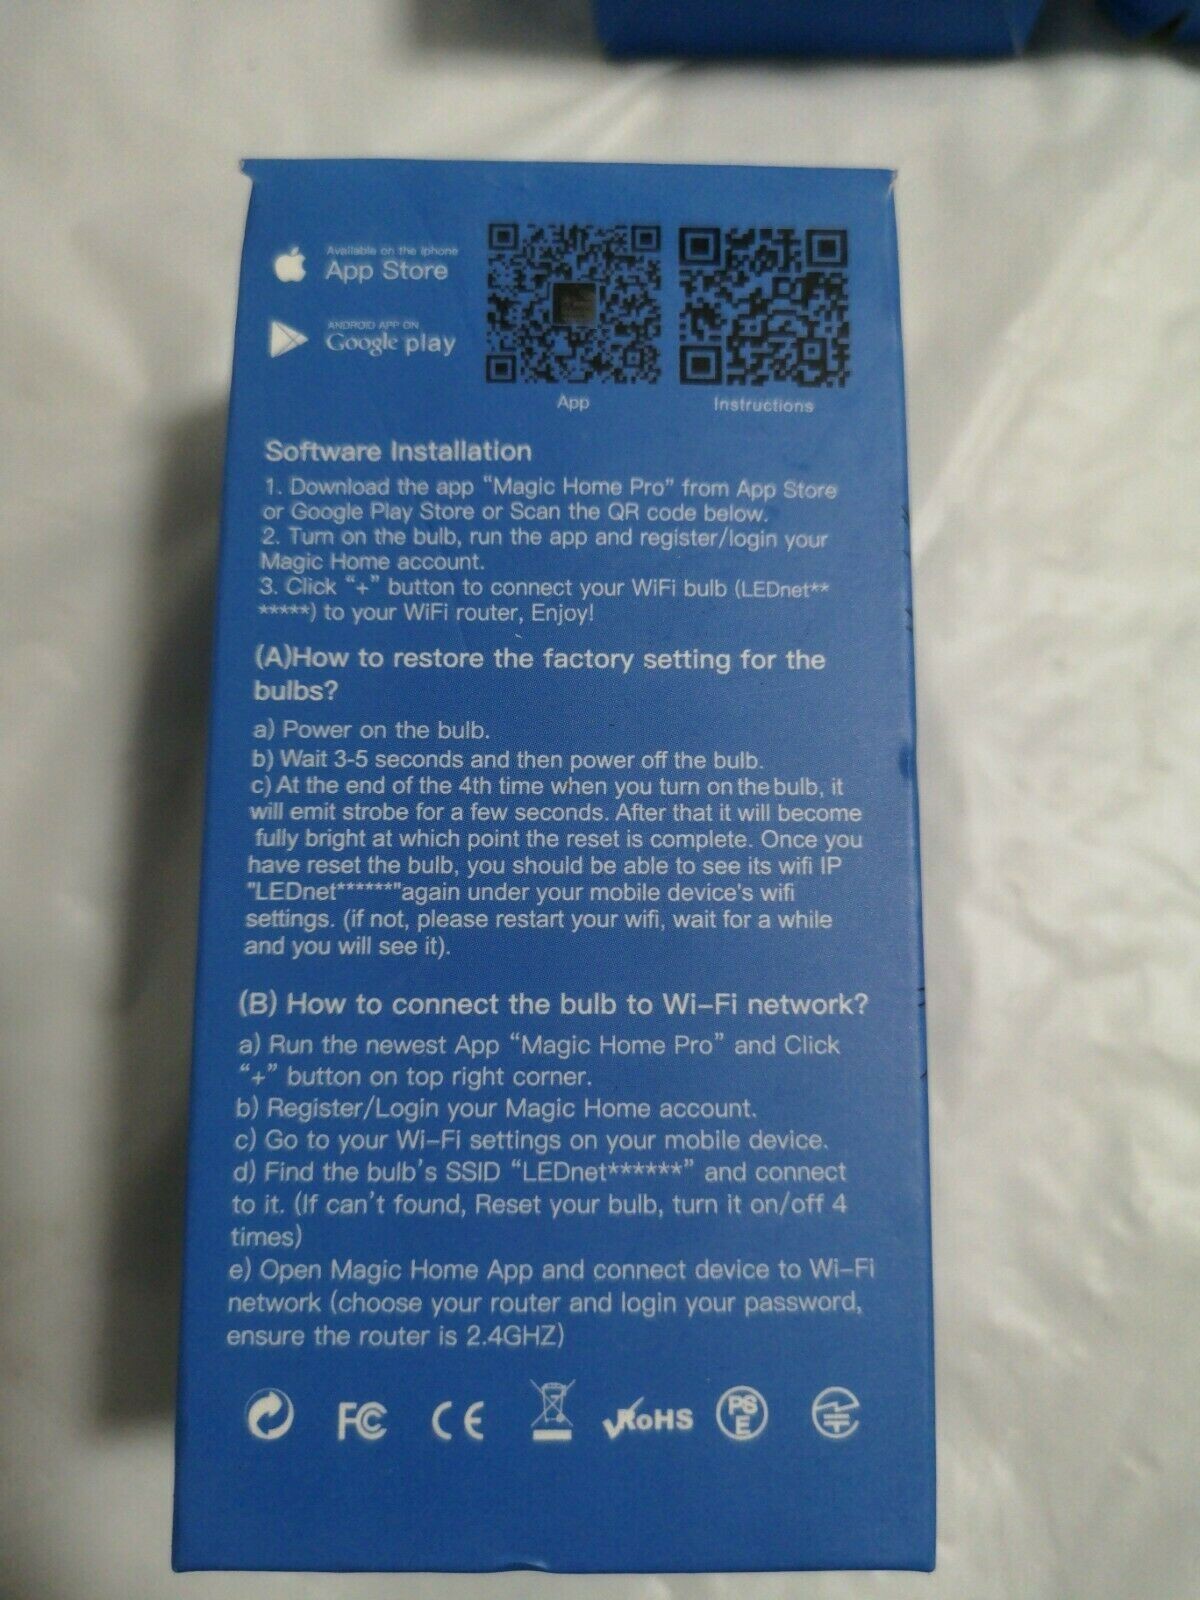 Available on the iphone
App Store
ANDROID APP ON
Google play
App
Instructions
Software Installation
1. Download the app “Magic Home Pro” from App Store
or Google Play Store or Scan the QR code below.
2. Turn on the bulb, run the app and register/login your
Magic Home account.
3. Click “+” button to connect your WiFi bulb (LEDnet**
*****) to your WiFi router, Enjoy!
(A)How to restore the factory setting for the
bulbs?
a) Power on the bulb.
b) Wait 3-5 seconds and then power off the bulb.
c) At the end of the 4th time when you turn on the bulb, it
will emit strobe for a few seconds. After that it will become
fully bright at which point the reset is complete. Once you
have reset the bulb, you should be able to see its wifi IP
"LEDnet******"again under your mobile device's wifi
settings. (if not, please restart your wifi, wait for a while
and you will see it).
(B) How to connect the bulb to Wi-Fi network?
a) Run the newest App “Magic Home Pro” and Click
“+” button on top right corner.
b) Register/Login your Magic Home account.
c) Go to your Wi-Fi settings on your mobile device.
d) Find the bulb’s SSID “LEDnet******” and connect
to it. (If can’t found, Reset your bulb, turn it on/off 4
times)
e) Open Magic Home App and connect device to Wi-Fi
network (choose your router and login your password,
ensure the router is 2.4GHZ)
FC CE RoHS PSE